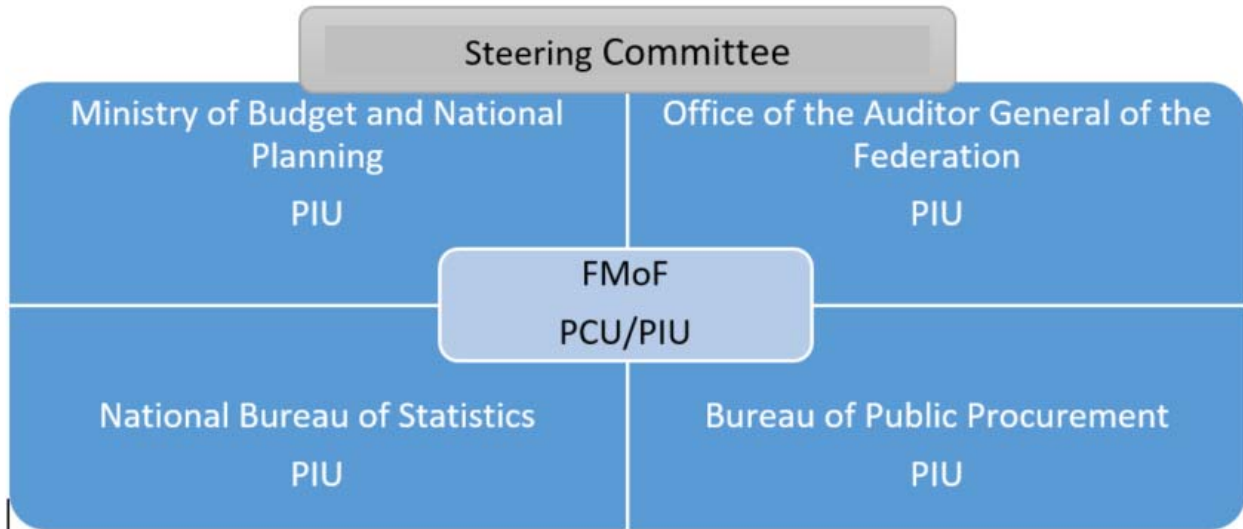 Steering Committee
Ministry of Budget and National
Planning
PIU
Office of the Auditor General of the
Federation
PIU
FMoF
PCU/PIU
National Bureau of Statistics
PIU
Bureau of Public Procurement
PIU